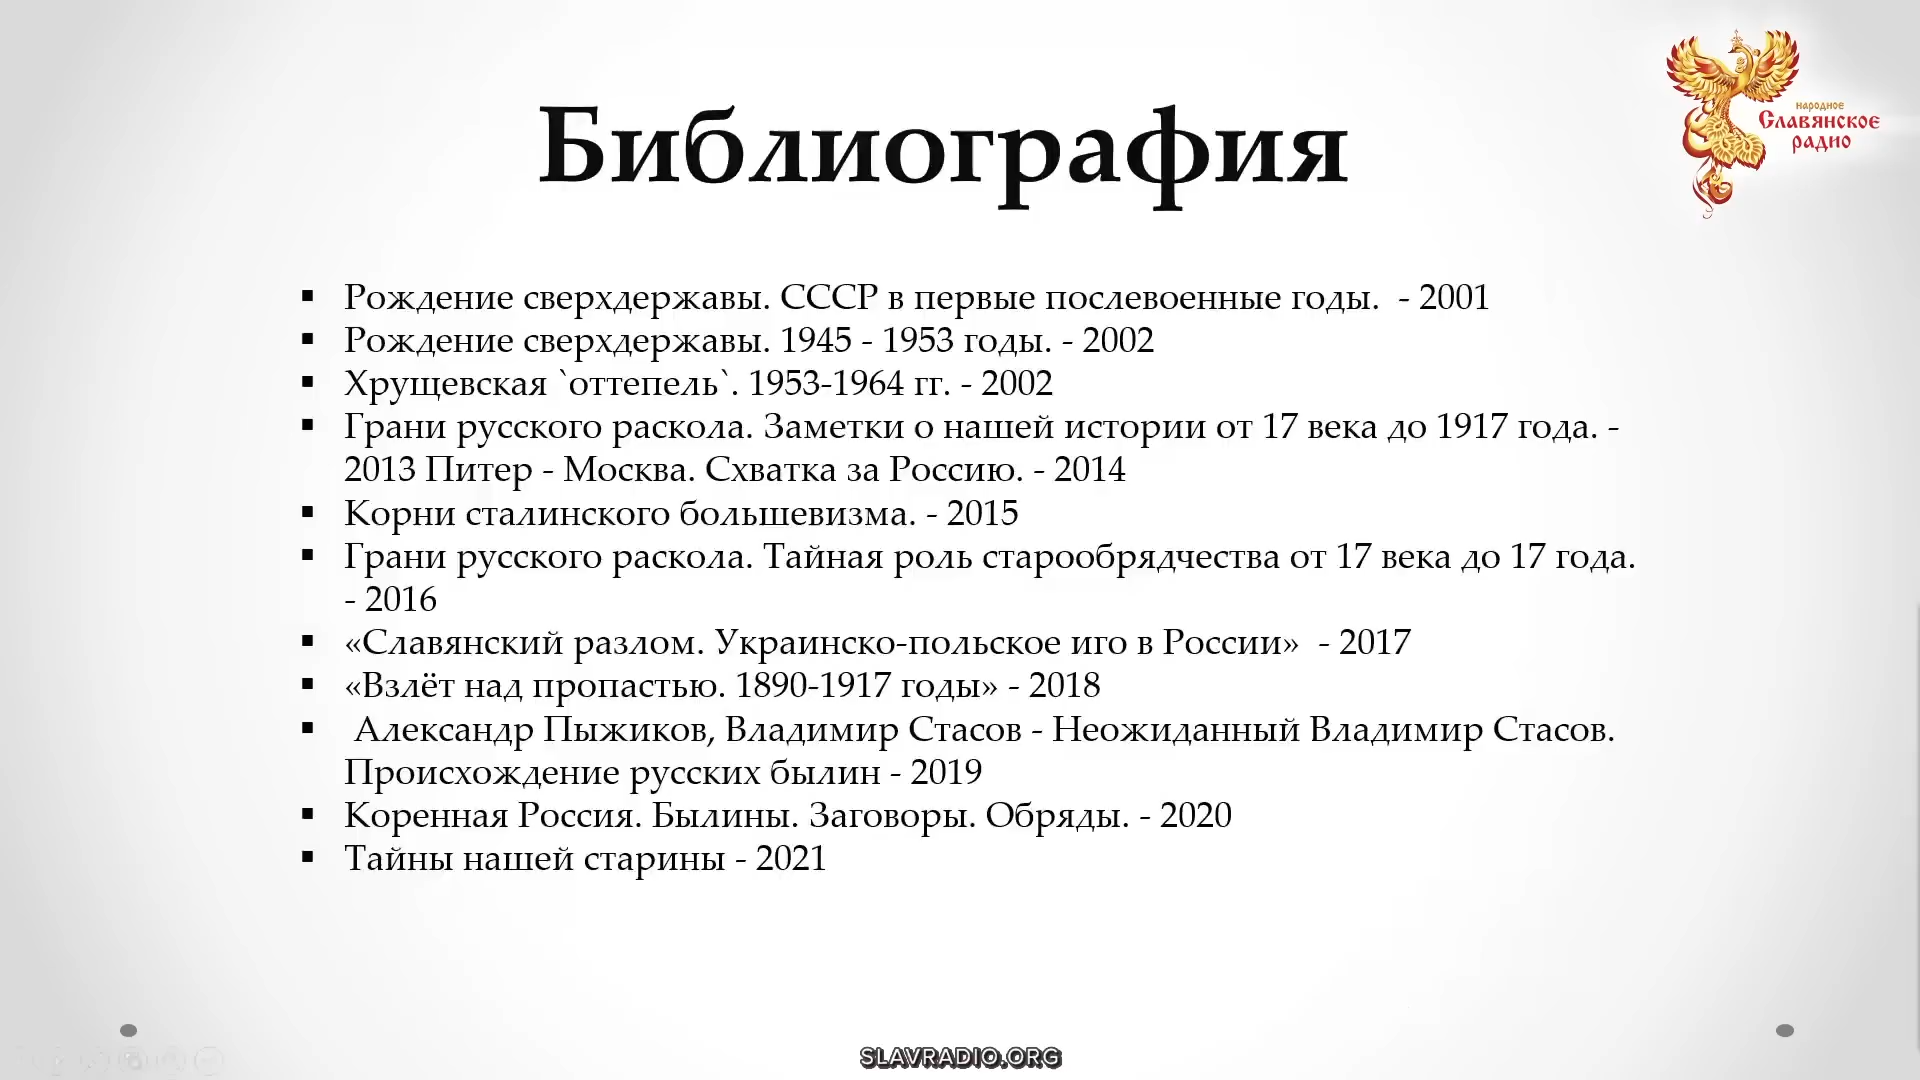 Библиография
народное
Славянское
радио
▪ Рождение сверхдержавы. СССР в первые послевоенные годы.  - 2001
▪ Рождение сверхдержавы. 1945 - 1953 годы. - 2002
▪ Хрущевская `оттепель`. 1953-1964 гг. - 2002
▪ Грани русского раскола. Заметки о нашей истории от 17 века до 1917 года. -
2013 Питер - Москва. Схватка за Россию. - 2014
▪ Корни сталинского большевизма. - 2015
▪ Грани русского раскола. Тайная роль старообрядчества от 17 века до 17 года.
- 2016
▪ «Славянский разлом. Украинско-польское иго в России»  - 2017
▪ «Взлёт над пропастью. 1890-1917 годы» - 2018
▪ Александр Пыжиков, Владимир Стасов - Неожиданный Владимир Стасов.
Происхождение русских былин - 2019
▪ Коренная Россия. Былины. Заговоры. Обряды. - 2020
▪ Тайны нашей старины - 2021
SLAVRADIO.ORG